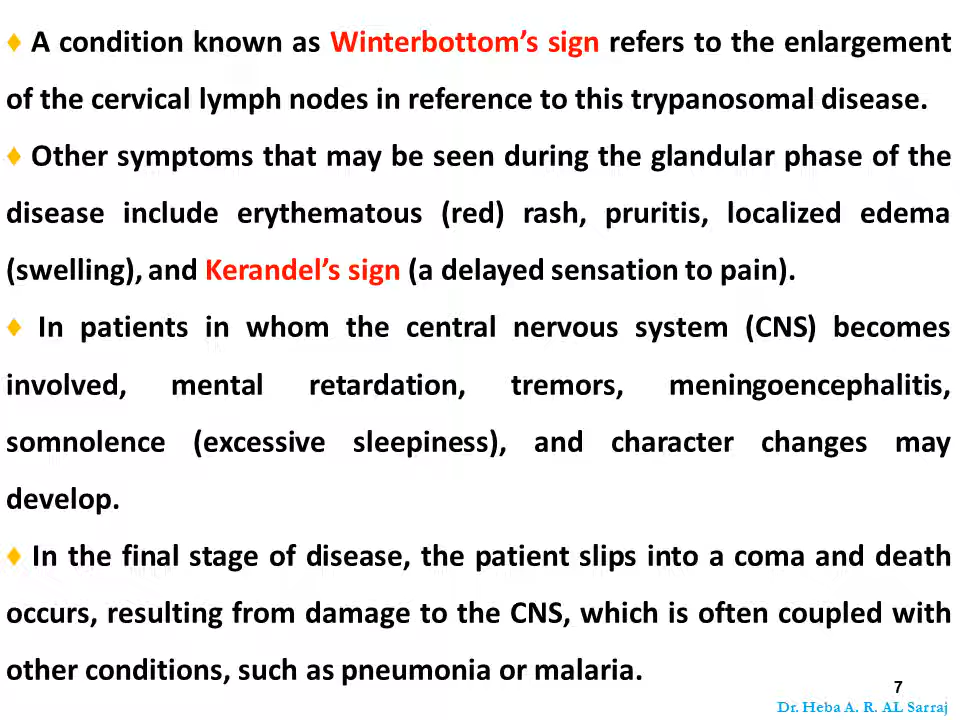 ♦ A condition known as Winterbottom’s sign refers to the enlargement
of the cervical lymph nodes in reference to this trypanosomal disease.
♦ Other symptoms that may be seen during the glandular phase of the
disease include erythematous (red) rash, pruritis, localized edema
(swelling), and Kerandel’s sign (a delayed sensation to pain).
♦ In patients in whom the central nervous system (CNS) becomes
involved, mental retardation, tremors, meningoencephalitis,
somnolence (excessive sleepiness), and character changes may
develop.
♦ In the final stage of disease, the patient slips into a coma and death
occurs, resulting from damage to the CNS, which is often coupled with
other conditions, such as pneumonia or malaria.
7
Dr. Heba A. R. AL Sarraj